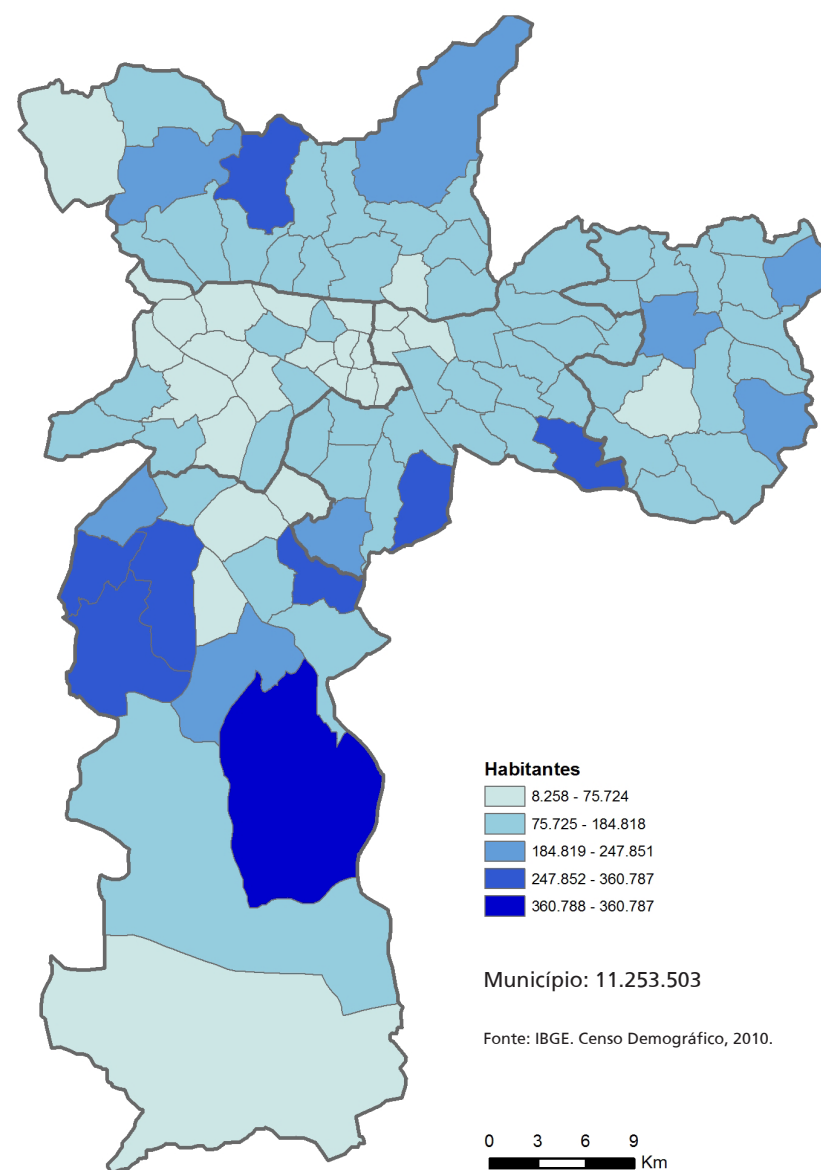 Habitantes
8.258 - 75.724
75.725 - 184.818
184.819 - 247.851
247.852 - 360.787
360.788 - 360.787
Município: 11.253.503
Fonte: IBGE. Censo Demográfico, 2010.
0 3 6 9
Km